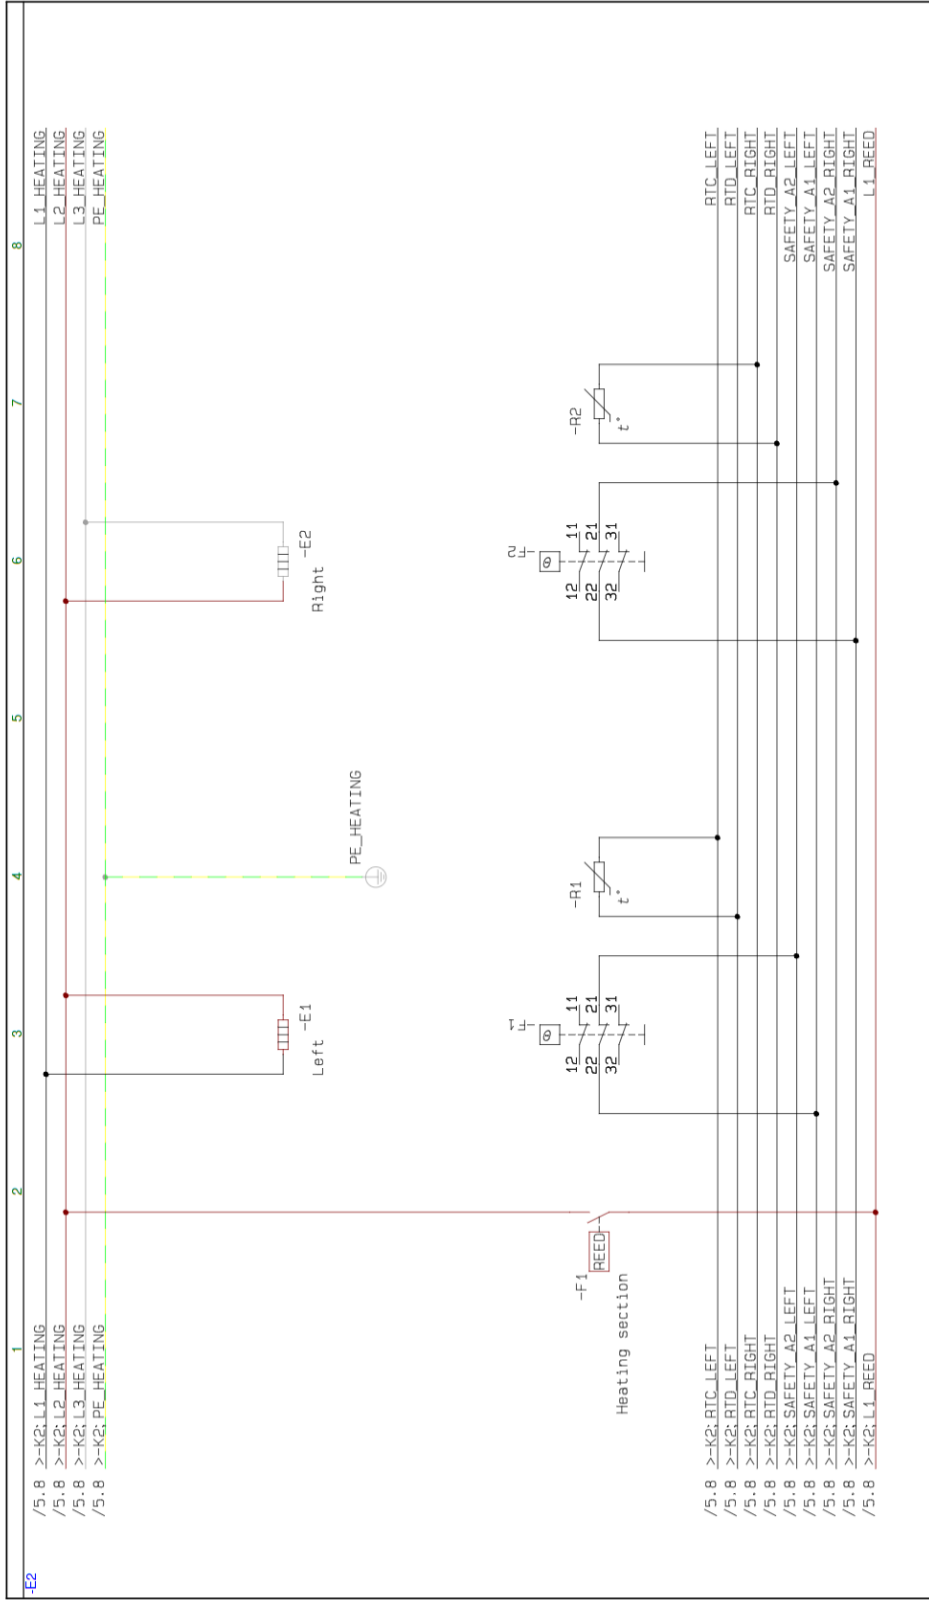 -E2
1 2 3 4 5 6 7 8
/5.8 >-K2:L1_HEATING L1_HEATING
/5.8 >-K2:L2_HEATING L2_HEATING
/5.8 >-K2:L3_HEATING L3_HEATING
/5.8 >-K2:PE_HEATING PE_HEATING
-E1
Left
-E2
Right
PE_HEATING
-F1
REED
Heating section
-F1
12 11
22 21
32 31
-R1
t°
-F2
12 11
22 21
32 31
-R2
t°
/5.8 >-K2:RTC_LEFT RTC_LEFT
/5.8 >-K2:RTD_LEFT RTD_LEFT
/5.8 >-K2:RTC_RIGHT RTC_RIGHT
/5.8 >-K2:RTD_RIGHT RTD_RIGHT
/5.8 >-K2:SAFETY_A2_LEFT SAFETY_A2_LEFT
/5.8 >-K2:SAFETY_A1_LEFT SAFETY_A1_LEFT
/5.8 >-K2:SAFETY_A2_RIGHT SAFETY_A2_RIGHT
/5.8 >-K2:SAFETY_A1_RIGHT SAFETY_A1_RIGHT
/5.8 >-K2:L1_REED L1_REED